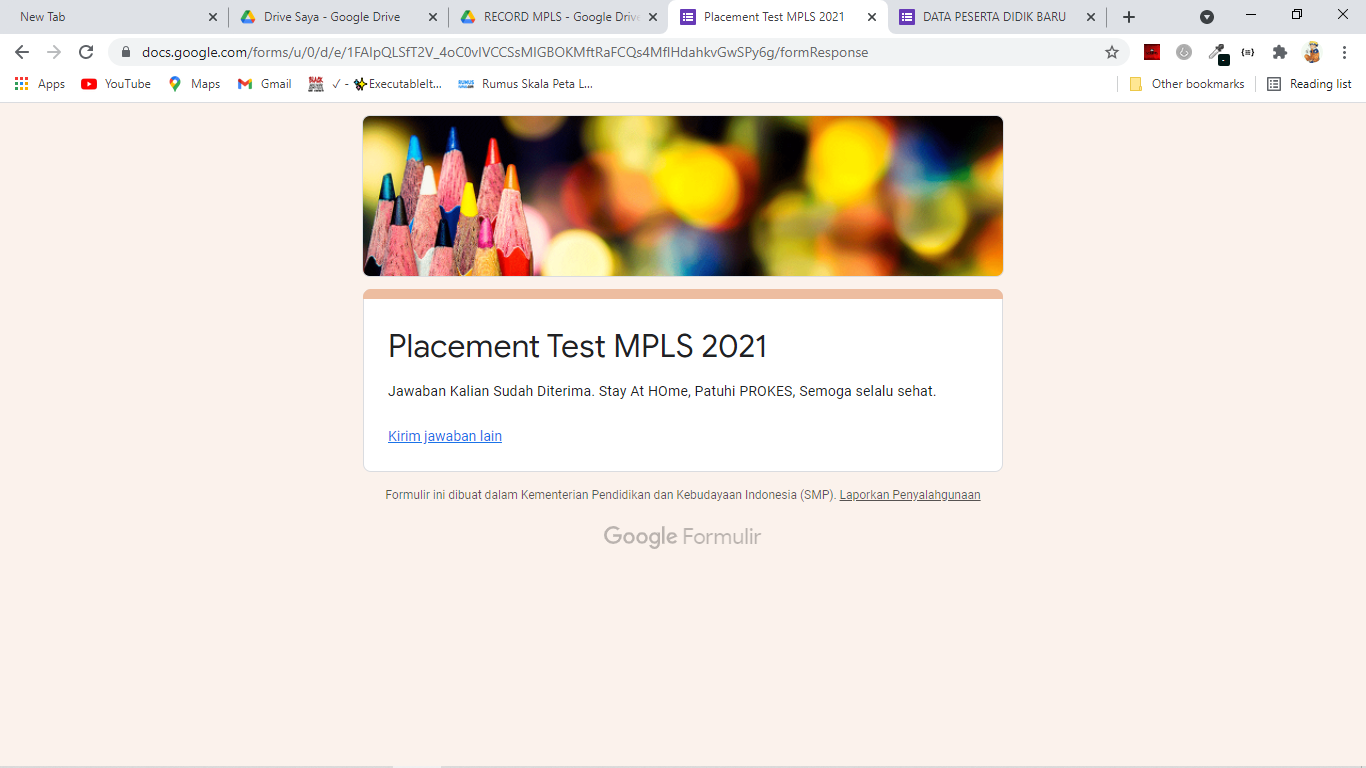 New Tab
Drive Saya - Google Drive
RECORD MPLS - Google Driv
Placement Test MPLS 2021
DATA PESERTA DIDIK BARU
docs.google.com/forms/u/0/d/e/1FAIpQLSfT2V_4oC0vIVCCSsMIGBOKMftRaFCQs4MflHdahkvGwSPy6g/formResponse
Apps
YouTube
Maps
Gmail
✓ - ExecutableIt...
Rumus Skala Peta L...
Other bookmarks
Reading list
Placement Test MPLS 2021
Jawaban Kalian Sudah Diterima. Stay At HOme, Patuhi PROKES, Semoga selalu sehat.
Kirim jawaban lain
Formulir ini dibuat dalam Kementerian Pendidikan dan Kebudayaan Indonesia (SMP). Laporkan Penyalahgunaan
Google Formulir